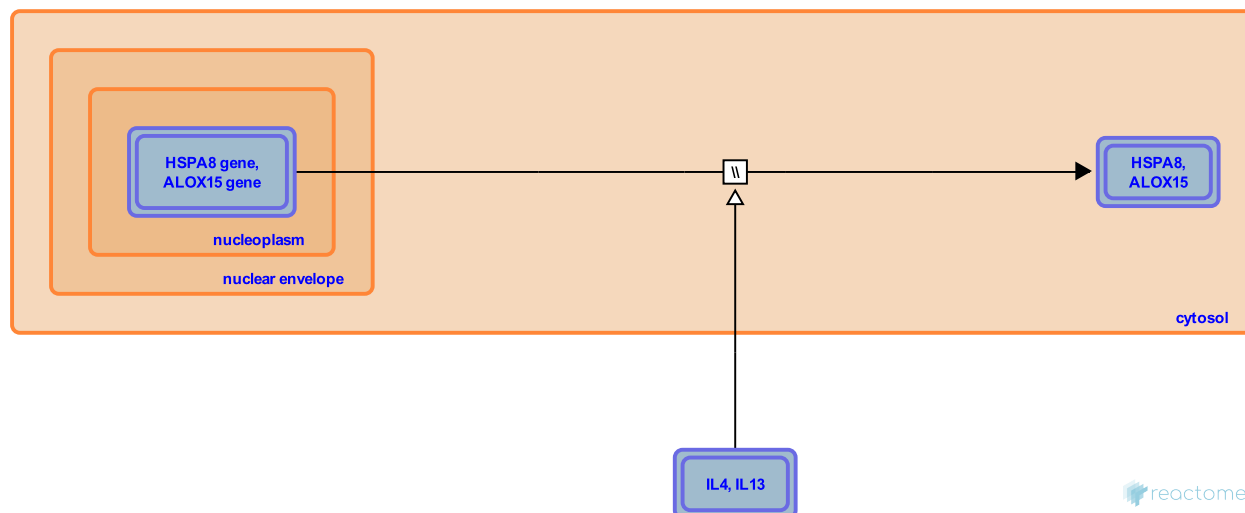 HSPA8 gene,
ALOX15 gene
nucleoplasm
nuclear envelope
\\
HSPA8,
ALOX15
cytosol
IL4, IL13
reactome